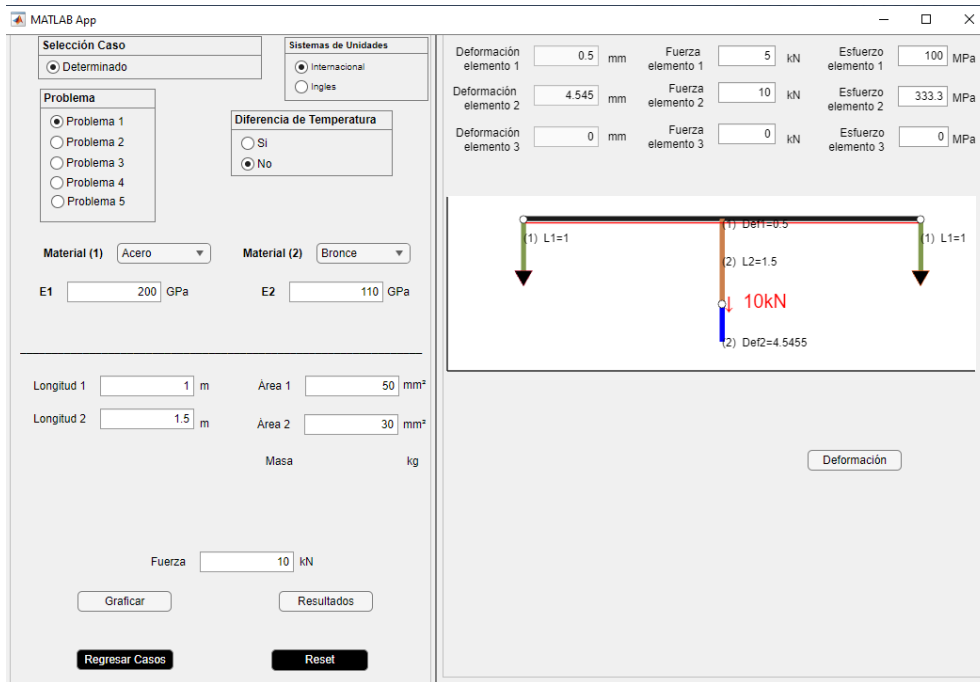 MATLAB App
Selección Caso
Determinado
Sistemas de Unidades
Internacional
Ingles
Problema
Problema 1
Problema 2
Problema 3
Problema 4
Problema 5
Diferencia de Temperatura
Si
No
Material (1) Acero
Material (2) Bronce
E1 200 GPa
E2 110 GPa
Longitud 1 1 m
Área 1 50 mm²
Longitud 2 1.5 m
Área 2 30 mm²
Masa kg
Fuerza 10 kN
Graficar
Resultados
Regresar Casos
Reset
Deformación
elemento 1
0.5 mm
Fuerza
elemento 1
5 kN
Esfuerzo
elemento 1
100 MPa
Deformación
elemento 2
4.545 mm
Fuerza
elemento 2
10 kN
Esfuerzo
elemento 2
333.3 MPa
Deformación
elemento 3
0 mm
Fuerza
elemento 3
0 kN
Esfuerzo
elemento 3
0 MPa
(1) Def1=0.5
(1) L1=1
(1) L1=1
(2) L2=1.5
↓ 10kN
(2) Def2=4.5455
Deformación